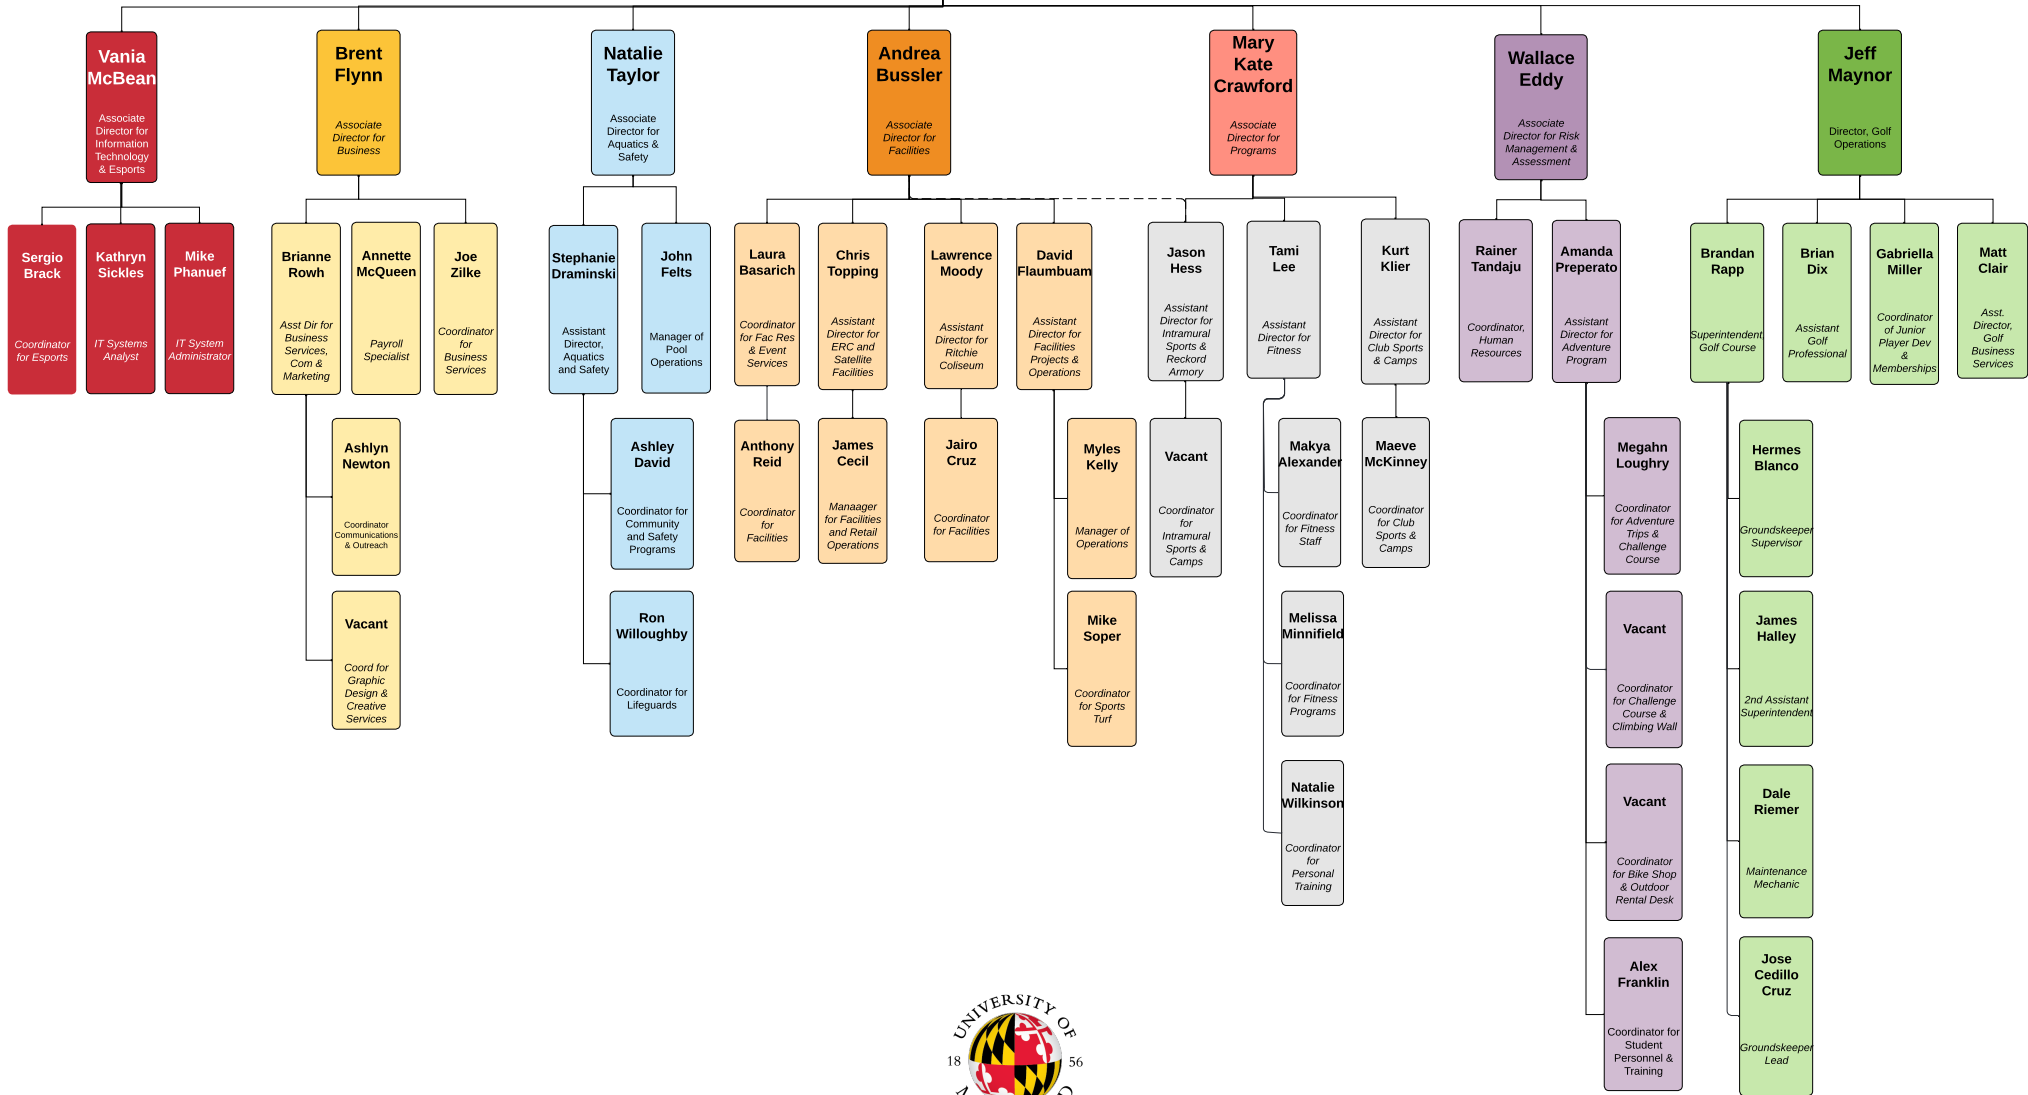 Vania
McBean
Associate
Director for
Information
Technology
& Esports
Brent
Flynn
Associate
Director for
Business
Natalie
Taylor
Associate
Director for
Aquatics &
Safety
Andrea
Bussler
Associate
Director for
Facilities
Mary
Kate
Crawford
Associate
Director for
Programs
Wallace
Eddy
Associate
Director for Risk
Management &
Assessment
Jeff
Maynor
Director, Golf
Operations
Sergio
Brack
Coordinator
for Esports
Kathryn
Sickles
IT Systems
Analyst
Mike
Phanuef
IT System
Administrator
Brianne
Rowh
Asst Dir for
Business
Services,
Com &
Marketing
Annette
McQueen
Payroll
Specialist
Joe
Zilke
Coordinator
for
Business
Services
Stephanie
Draminski
Assistant
Director,
Aquatics
and Safety
John
Felts
Manager of
Pool
Operations
Laura
Basarich
Coordinator
for Fac Res
& Event
Services
Chris
Topping
Assistant
Director for
ERC and
Satellite
Facilities
Lawrence
Moody
Assistant
Director for
Ritchie
Coliseum
David
Flaumbuam
Assistant
Director for
Facilities
Projects &
Operations
Jason
Hess
Assistant
Director for
Intramural
Sports &
Reckord
Armory
Tami
Lee
Assistant
Director for
Fitness
Kurt
Klier
Assistant
Director for
Club Sports
& Camps
Rainer
Tandaju
Coordinator,
Human
Resources
Amanda
Preperato
Assistant
Director for
Adventure
Program
Brandan
Rapp
Superintendent
Golf Course
Brian
Dix
Assistant
Golf
Professional
Gabriella
Miller
Coordinator
of Junior
Player Dev
&
Memberships
Matt
Clair
Asst.
Director,
Golf
Business
Services
Ashlyn
Newton
Coordinator
Communications
& Outreach
Ashley
David
Coordinator for
Community
and Safety
Programs
Anthony
Reid
Coordinator
for
Facilities
James
Cecil
Manaager
for Facilities
and Retail
Operations
Jairo
Cruz
Coordinator
for Facilities
Myles
Kelly
Manager of
Operations
Vacant
Coordinator
for
Intramural
Sports &
Camps
Makya
Alexander
Coordinator
for Fitness
Staff
Maeve
McKinney
Coordinator
for Club
Sports &
Camps
Megahn
Loughry
Coordinator
for Adventure
Trips &
Challenge
Course
Hermes
Blanco
Groundskeeper
Supervisor
Vacant
Coord for
Graphic
Design &
Creative
Services
Ron
Willoughby
Coordinator for
Lifeguards
Mike
Soper
Coordinator
for Sports
Turf
Melissa
Minnifield
Coordinator
for Fitness
Programs
Vacant
Coordinator
for Challenge
Course &
Climbing Wall
James
Halley
2nd Assistant
Superintendent
Natalie
Wilkinson
Coordinator
for
Personal
Training
Vacant
Coordinator
for Bike Shop
& Outdoor
Rental Desk
Dale
Riemer
Maintenance
Mechanic
Alex
Franklin
Coordinator for
Student
Personnel &
Training
Jose
Cedillo
Cruz
Groundskeeper
Lead
UNIVERSITY OF
18 56